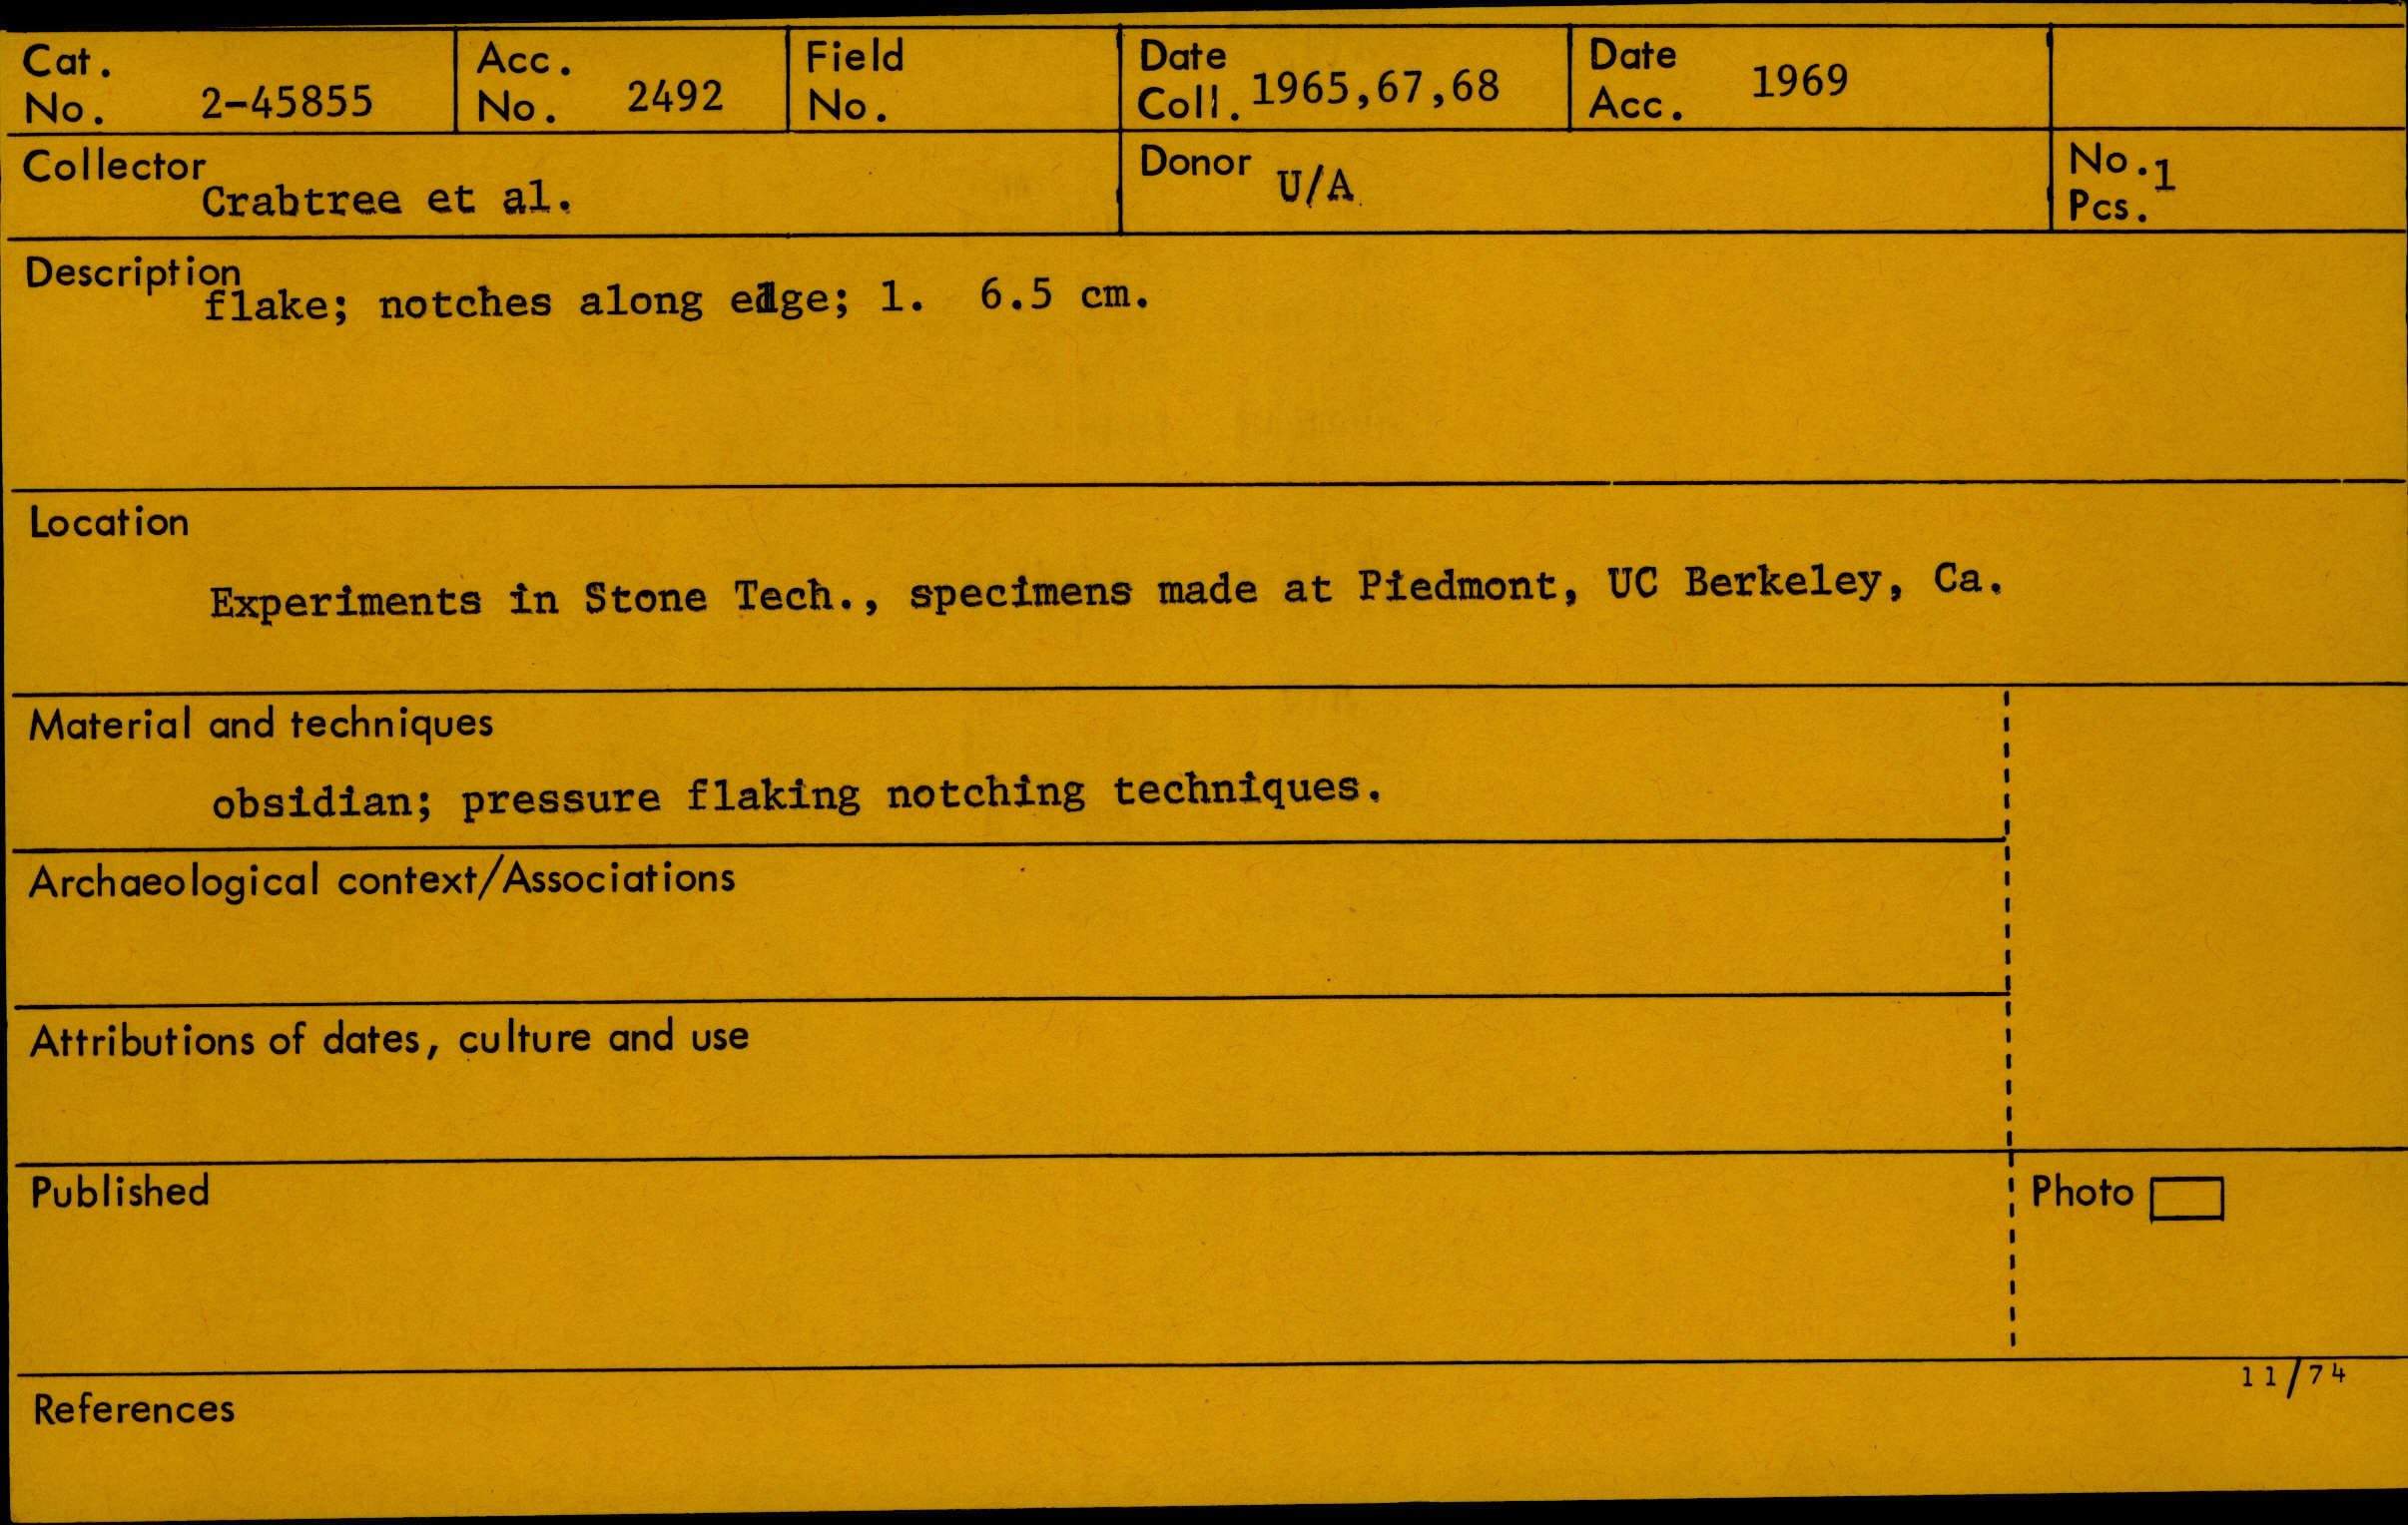 Cat. No. 2-45855
Acc. No. 2492
Field No.
Date Coll. 1965,67,68
Date Acc. 1969
Collector Crabtree et al.
Donor U/A
No. Pcs. 1
Description
flake; notches along edge; l. 6.5 cm.
Location
Experiments in Stone Tech., specimens made at Piedmont, UC Berkeley, Ca.
Material and techniques
obsidian; pressure flaking notching techniques.
Archaeological context/Associations
Attributions of dates, culture and use
Published
Photo
11/74
References